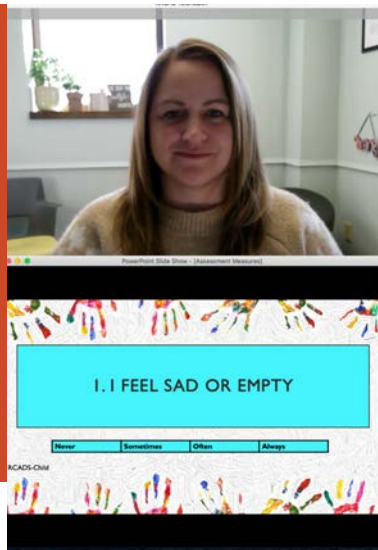 PowerPoint Slide Show - [Assessment Measures]
1. I FEEL SAD OR EMPTY
Never Sometimes Often Always
RCADS-Child